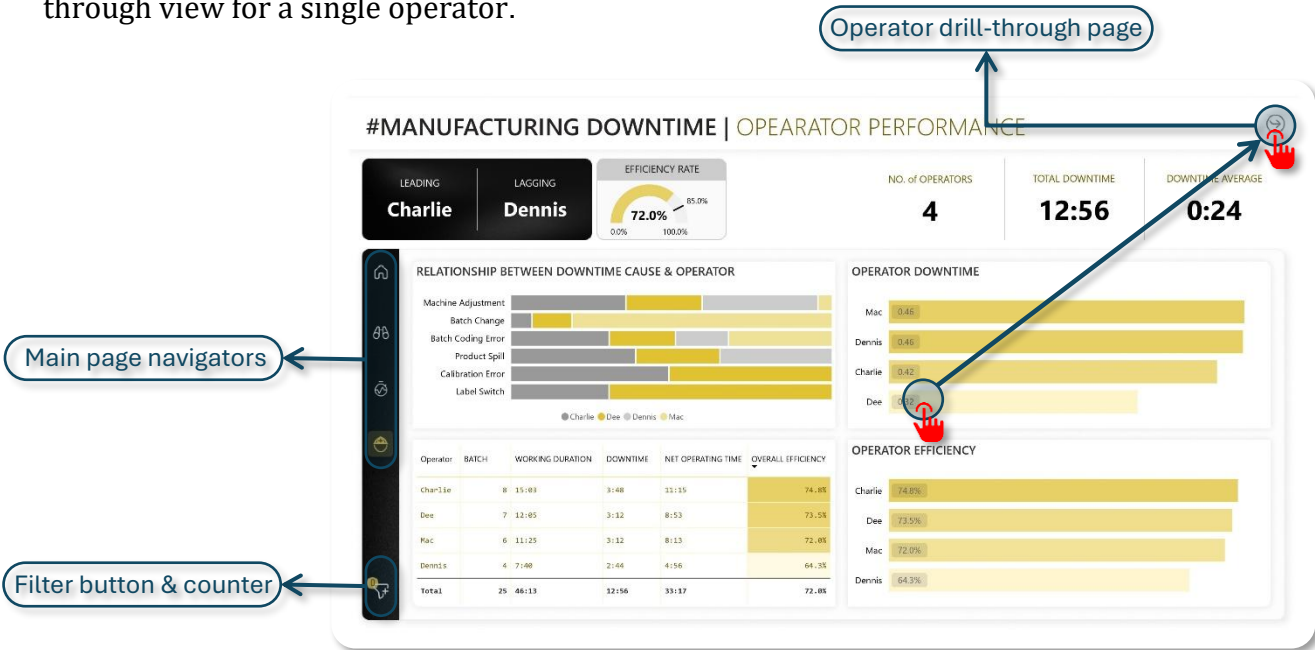 through view for a single operator.
Operator drill-through page
#MANUFACTURING DOWNTIME | OPEARATOR PERFORMANCE
LEADING
Charlie
LAGGING
Dennis
EFFICIENCY RATE
85.0%
72.0%
0.0% 100.0%
NO. of OPERATORS
4
TOTAL DOWNTIME
12:56
DOWNTIME AVERAGE
0:24
Main page navigators
Filter button & counter
0
RELATIONSHIP BETWEEN DOWNTIME CAUSE & OPERATOR
Machine Adjustment
Batch Change
Batch Coding Error
Product Spill
Calibration Error
Label Switch
Charlie Dee Dennis Mac
OPERATOR DOWNTIME
Mac 0.46
Dennis 0.46
Charlie 0.42
Dee 0.32
Operator BATCH WORKING DURATION DOWNTIME NET OPERATING TIME OVERALL EFFICIENCY
Charlie 8 15:03 3:48 11:15 74.8%
Dee 7 12:05 3:12 8:53 73.5%
Mac 6 11:25 3:12 8:13 72.0%
Dennis 4 7:40 2:44 4:56 64.3%
Total 25 46:13 12:56 33:17 72.0%
OPERATOR EFFICIENCY
Charlie 74.8%
Dee 73.5%
Mac 72.0%
Dennis 64.3%